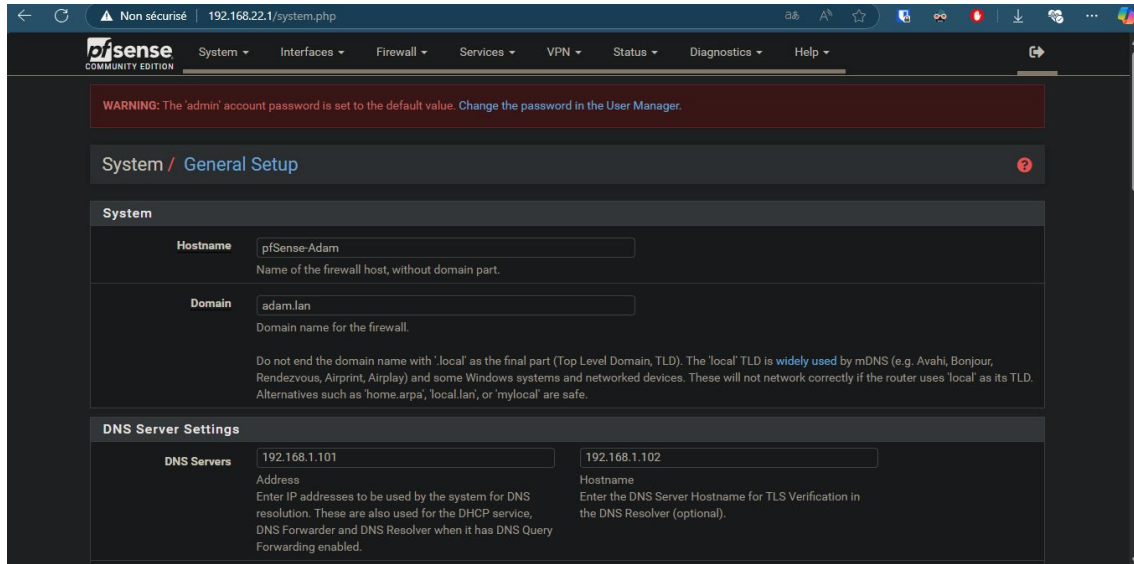 Non sécurisé 192.168.22.1/system.php
pfsense System Interfaces Firewall Services VPN Status Diagnostics Help
COMMUNITY EDITION
WARNING: The 'admin' account password is set to the default value. Change the password in the User Manager.
System / General Setup
System
Hostname pfSense-Adam
Name of the firewall host, without domain part.
Domain adam.lan
Domain name for the firewall.
Do not end the domain name with '.local' as the final part (Top Level Domain, TLD). The 'local' TLD is widely used by mDNS (e.g. Avahi, Bonjour,
Rendezvous, Airprint, Airplay) and some Windows systems and networked devices. These will not network correctly if the router uses 'local' as its TLD.
Alternatives such as 'home.arpa', 'local.lan', or 'mylocal' are safe.
DNS Server Settings
DNS Servers 192.168.1.101 192.168.1.102
Address Hostname
Enter IP addresses to be used by the system for DNS Enter the DNS Server Hostname for TLS Verification in
resolution. These are also used for the DHCP service, the DNS Resolver (optional).
DNS Forwarder and DNS Resolver when it has DNS Query
Forwarding enabled.